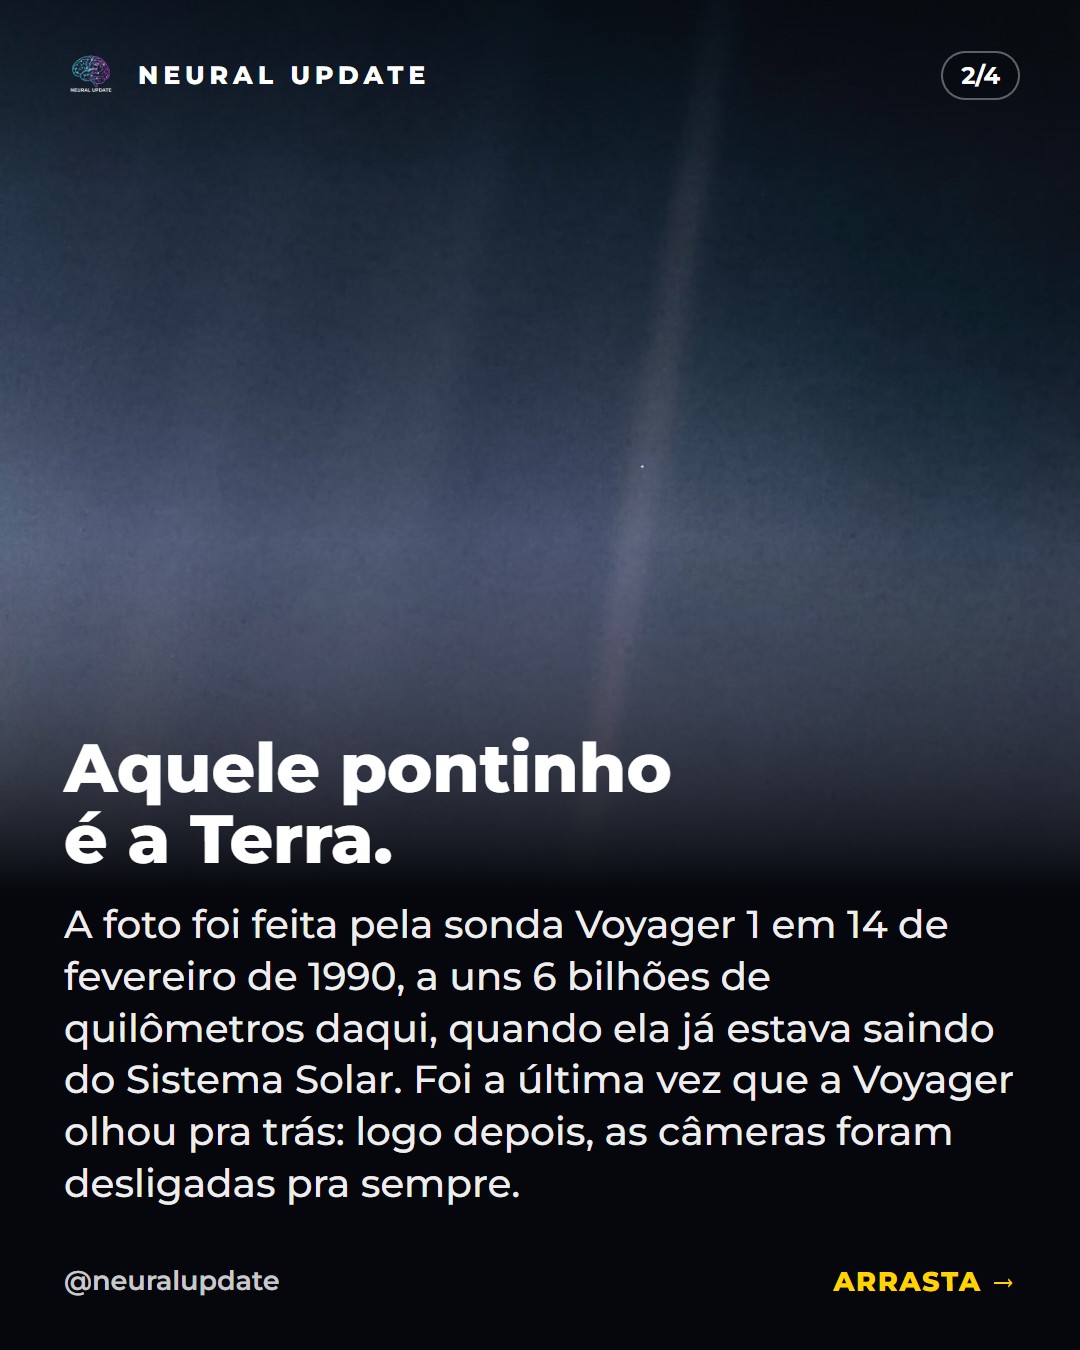 NEURAL UPDATE
NEURAL UPDATE
2/4
Aquele pontinho
é a Terra.
A foto foi feita pela sonda Voyager 1 em 14 de
fevereiro de 1990, a uns 6 bilhões de
quilômetros daqui, quando ela já estava saindo
do Sistema Solar. Foi a última vez que a Voyager
olhou pra trás: logo depois, as câmeras foram
desligadas pra sempre.
@neuralupdate
ARRASTA →